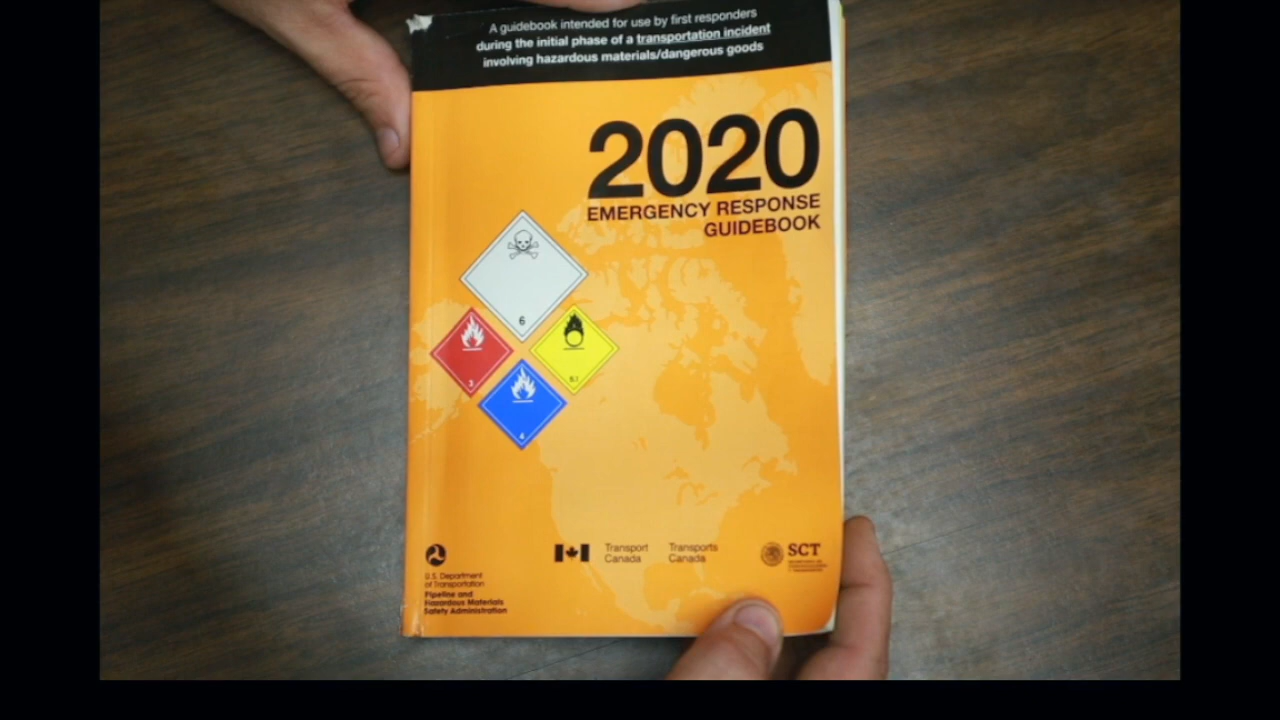 A guidebook intended for use by first responders
during the initial phase of a transportation incident
involving hazardous materials/dangerous goods
2020
EMERGENCY RESPONSE
GUIDEBOOK
6
3
5.1
4
U.S. Department
of Transportation
Pipeline and
Hazardous Materials
Safety Administration
Transport
Canada
Transports
Canada
SCT